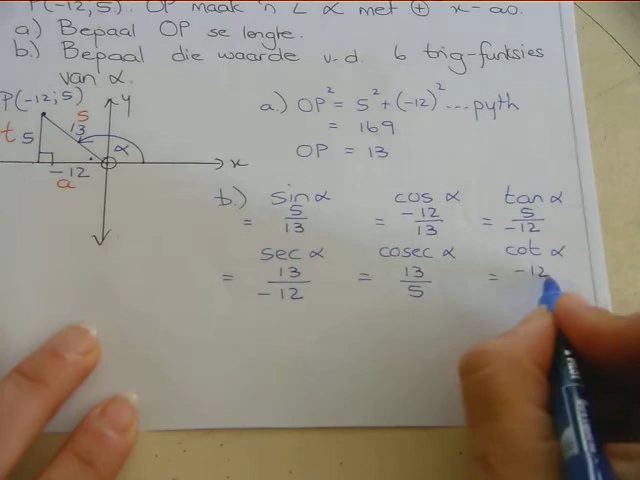 P(-12;5). OP maak 'n ∠ α met ⊕ x-as.
a.) Bepaal OP se lengte.
b.) Bepaal die waarde v.d. 6 trig-funksies
van α.
P(-12;5)
y
t 5
s
13
α
x
-12
a
a.) OP² = 5² + (-12)² ...pyth
= 169
OP = 13
b.) sin α cos α tan α
= 5/13 = -12/13 = 5/-12
sec α cosec α cot α
= 13/-12 = 13/5 = -12